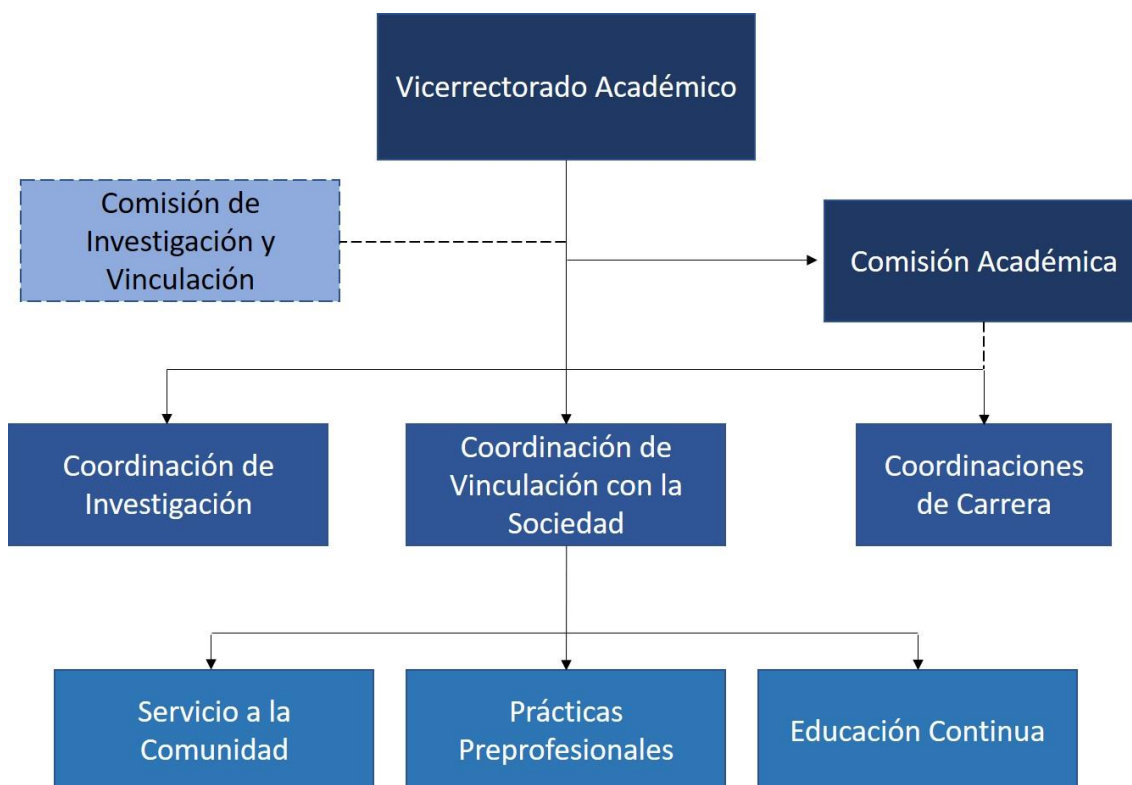 Vicerrectorado Académico
Comisión de
Investigación y
Vinculación
Comisión Académica
Coordinación de
Investigación
Coordinación de
Vinculación con la
Sociedad
Coordinaciones
de Carrera
Servicio a la
Comunidad
Prácticas
Preprofesionales
Educación Continua